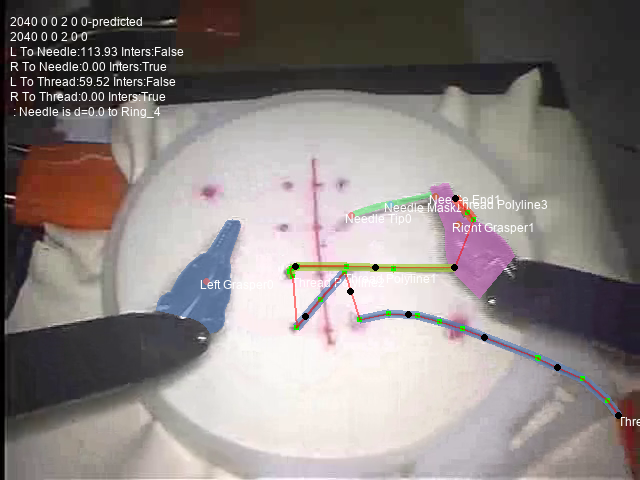 2040 0 0 2 0 0-predicted
2040 0 0 2 0 0
L To Needle:113.93 Inters:False
R To Needle:0.00 Inters:True
L To Thread:59.52 Inters:False
R To Thread:0.00 Inters:True
: Needle is d=0.0 to Ring_4
Needle End1
Needle Mask Polyline3
Needle Tip0
Right Grasper1
Left Grasper0
Thread Polyline1